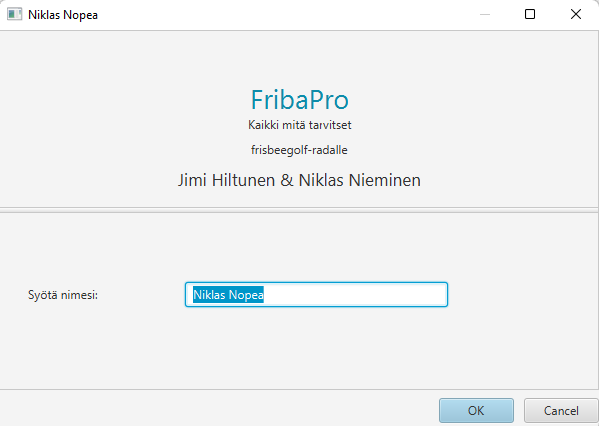 Niklas Nopea
FribaPro
Kaikki mitä tarvitset
frisbeegolf-radalle
Jimi Hiltunen & Niklas Nieminen
Syötä nimesi:
Niklas Nopea
OK
Cancel